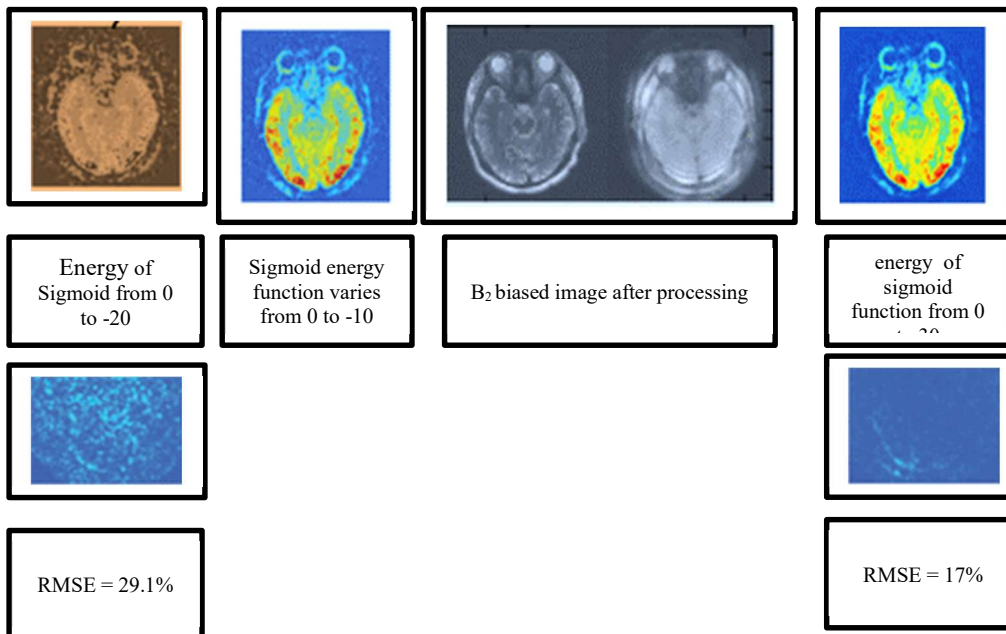 Energy of
Sigmoid from 0
to -20
Sigmoid energy
function varies
from 0 to -10
B₂ biased image after processing
energy of
sigmoid
function from 0
RMSE = 29.1%
RMSE = 17%